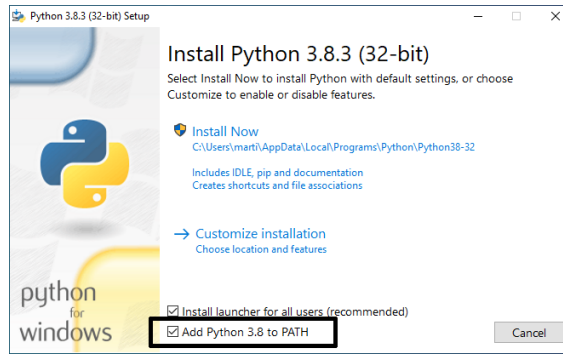 Python 3.8.3 (32-bit) Setup
Install Python 3.8.3 (32-bit)
Select Install Now to install Python with default settings, or choose
Customize to enable or disable features.
Install Now
C:\Users\marti\AppData\Local\Programs\Python\Python38-32
Includes IDLE, pip and documentation
Creates shortcuts and file associations
Customize installation
Choose location and features
python
for
windows
Install launcher for all users (recommended)
Add Python 3.8 to PATH
Cancel